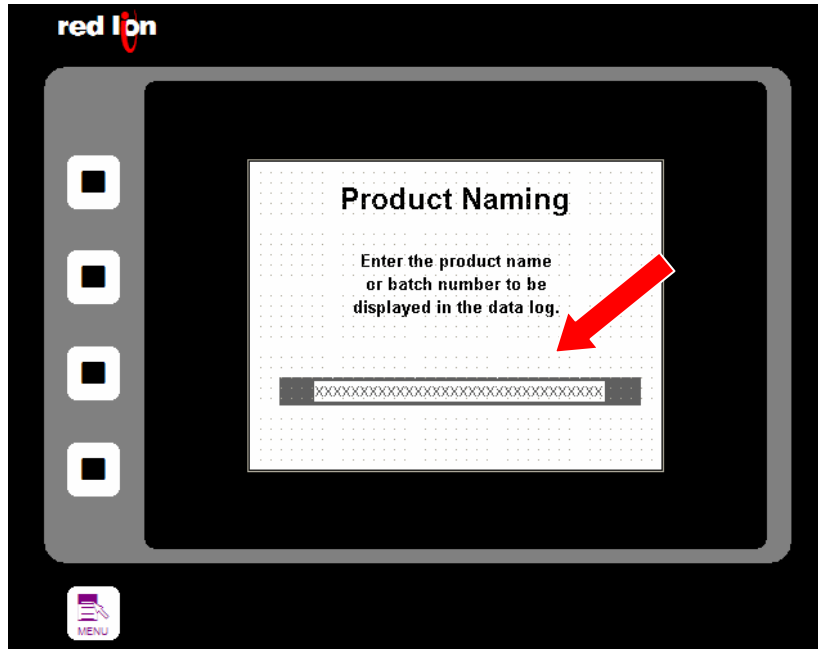 red lion
Product Naming
Enter the product name
or batch number to be
displayed in the data log.
XXXXXXXXXXXXXXXXXXXXXXXXXXXXXXXX
MENU